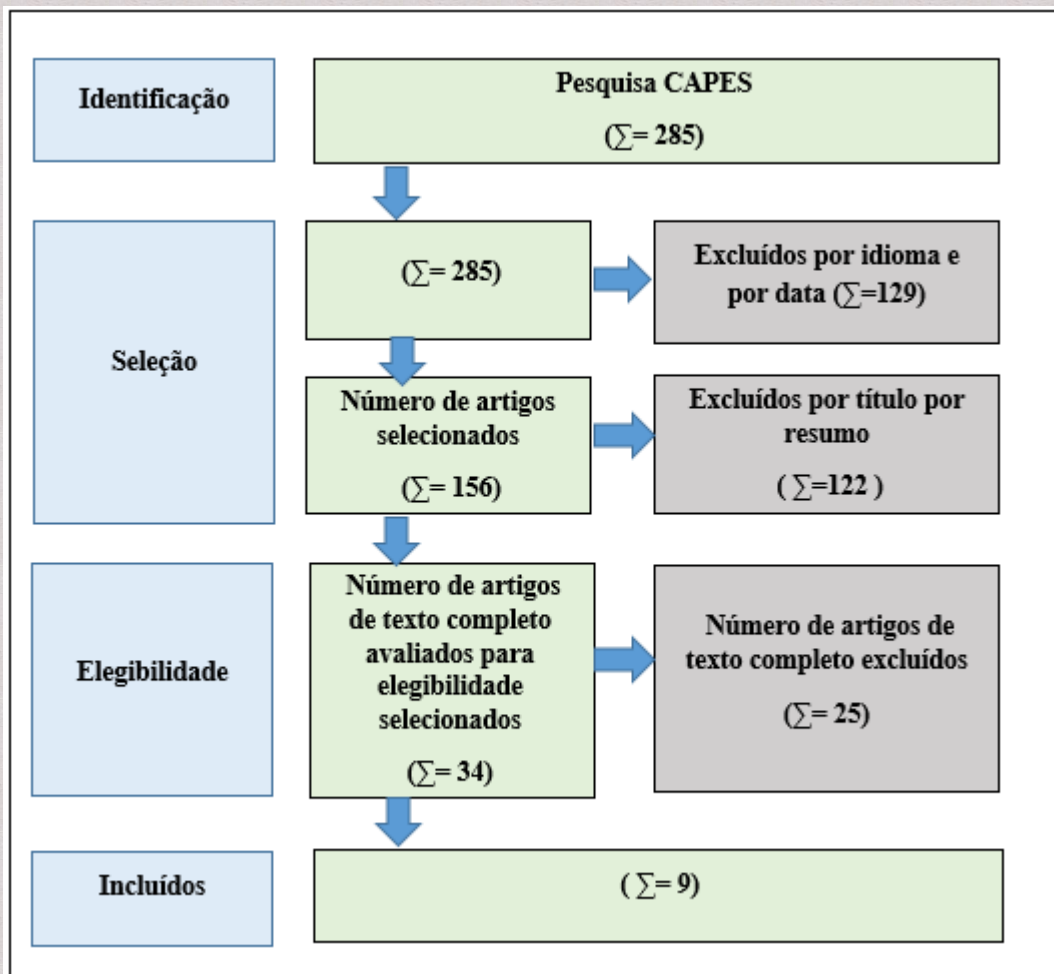 Identificação
Pesquisa CAPES
(∑= 285)
Seleção
(∑= 285)
Excluídos por idioma e
por data (∑=129)
Número de artigos
selecionados
(∑= 156)
Excluídos por título por
resumo
( ∑=122 )
Elegibilidade
Número de artigos
de texto completo
avaliados para
elegibilidade
selecionados
(∑= 34)
Número de artigos de
texto completo excluídos
(∑= 25)
Incluídos
( ∑= 9)